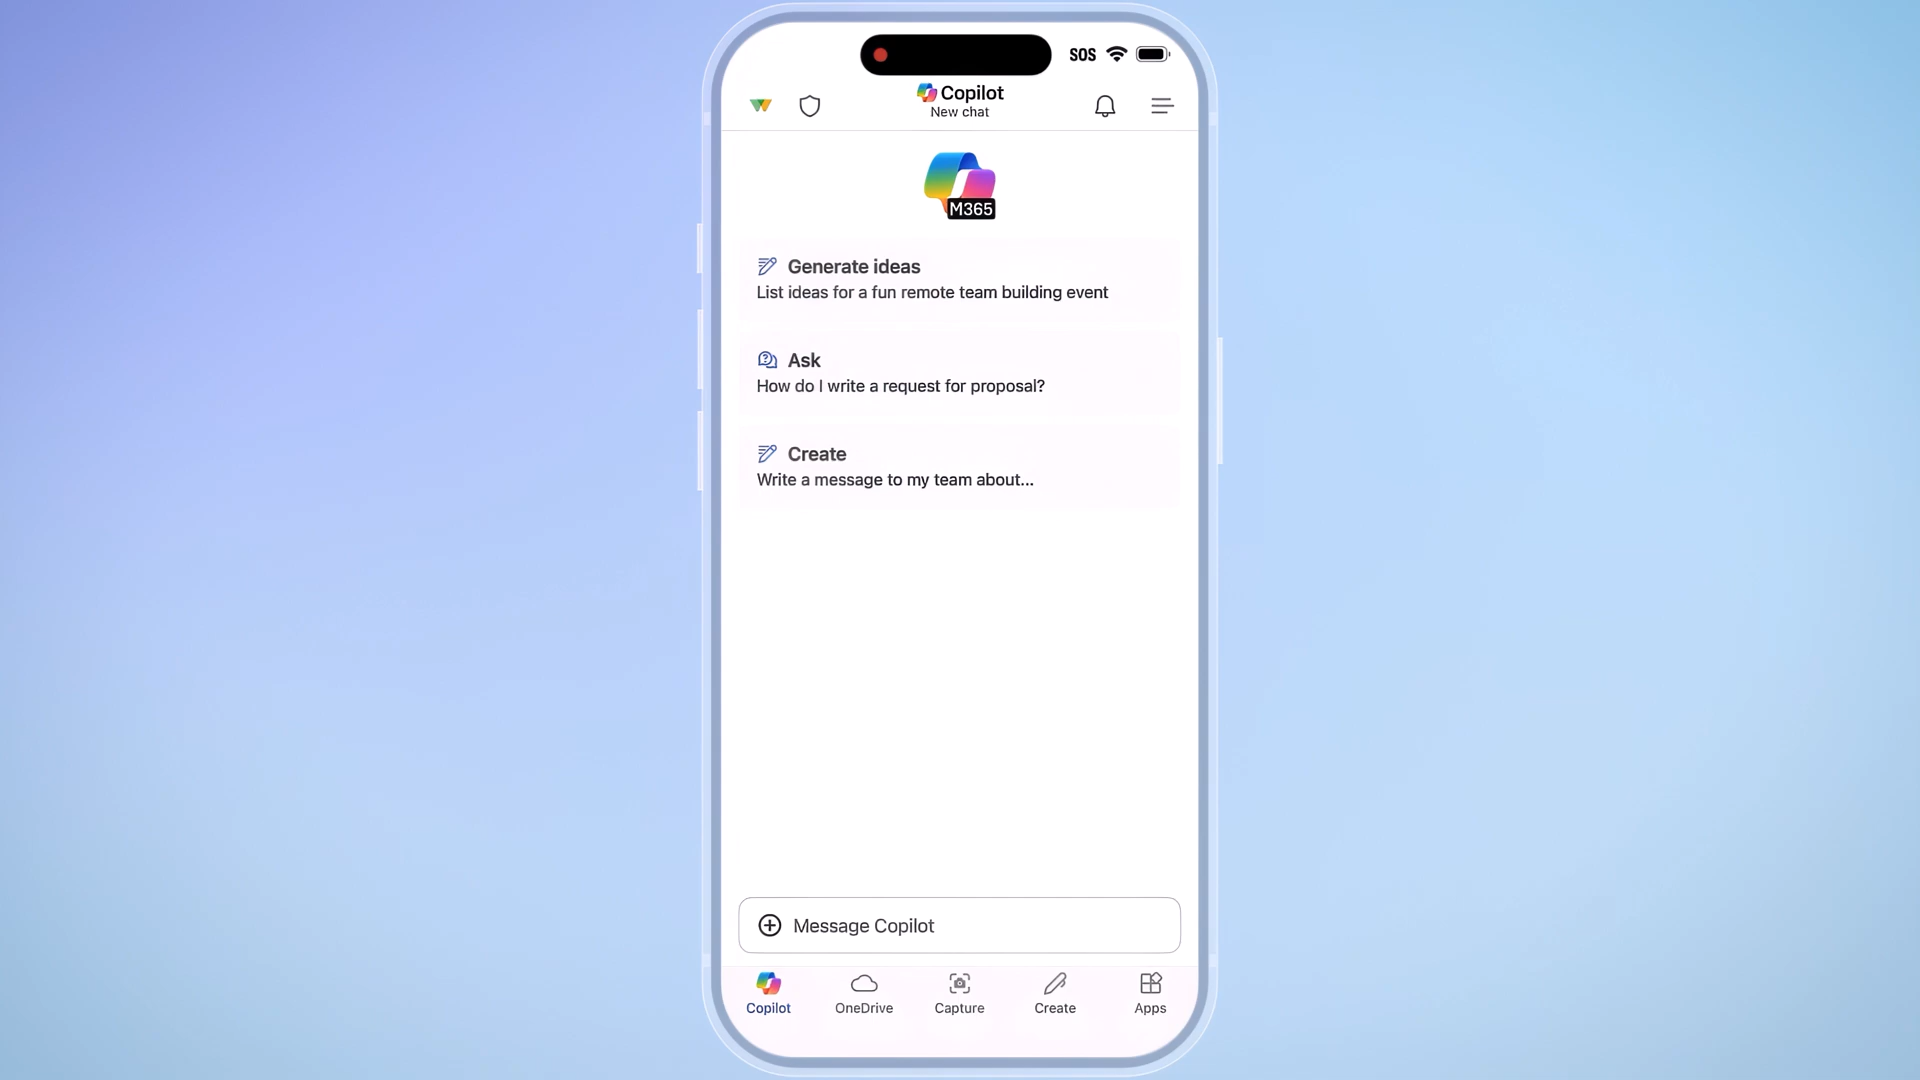 SOS
Copilot
New chat
M365
Generate ideas
List ideas for a fun remote team building event
Ask
How do I write a request for proposal?
Create
Write a message to my team about...
Message Copilot
Copilot
OneDrive
Capture
Create
Apps